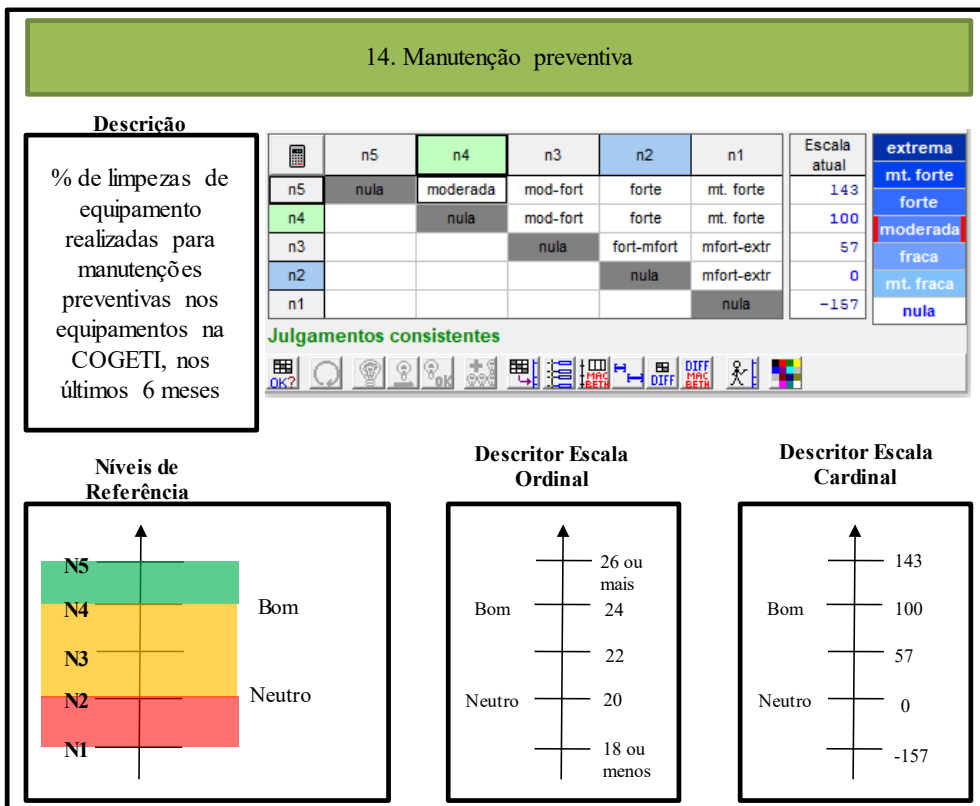 14. Manutenção preventiva
Descrição
% de limpezas de
equipamento
realizadas para
manutenções
preventivas nos
equipamentos na
COGETI, nos
últimos 6 meses
n5 n4 n3 n2 n1 Escala atual
n5 nula moderada mod-fort forte mt. forte 143
n4 nula mod-fort forte mt. forte 100
n3 nula fort-mfort mfort-extr 57
n2 nula mfort-extr 0
n1 nula -157
extrema
mt. forte
forte
moderada
fraca
mt. fraca
nula
Julgamentos consistentes
OK? OK MAC BETH DIFF DIFF MAC BETH
Níveis de
Referência
N5
N4 Bom
N3
N2 Neutro
N1
Descritor Escala
Ordinal
26 ou
mais
Bom 24
22
Neutro 20
18 ou
menos
Descritor Escala
Cardinal
143
Bom 100
57
Neutro 0
-157